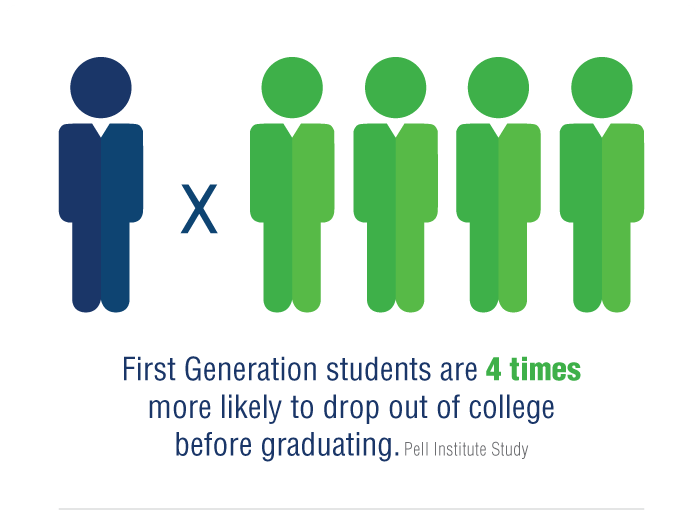 X
First Generation students are 4 times
more likely to drop out of college
before graduating. Pell Institute Study